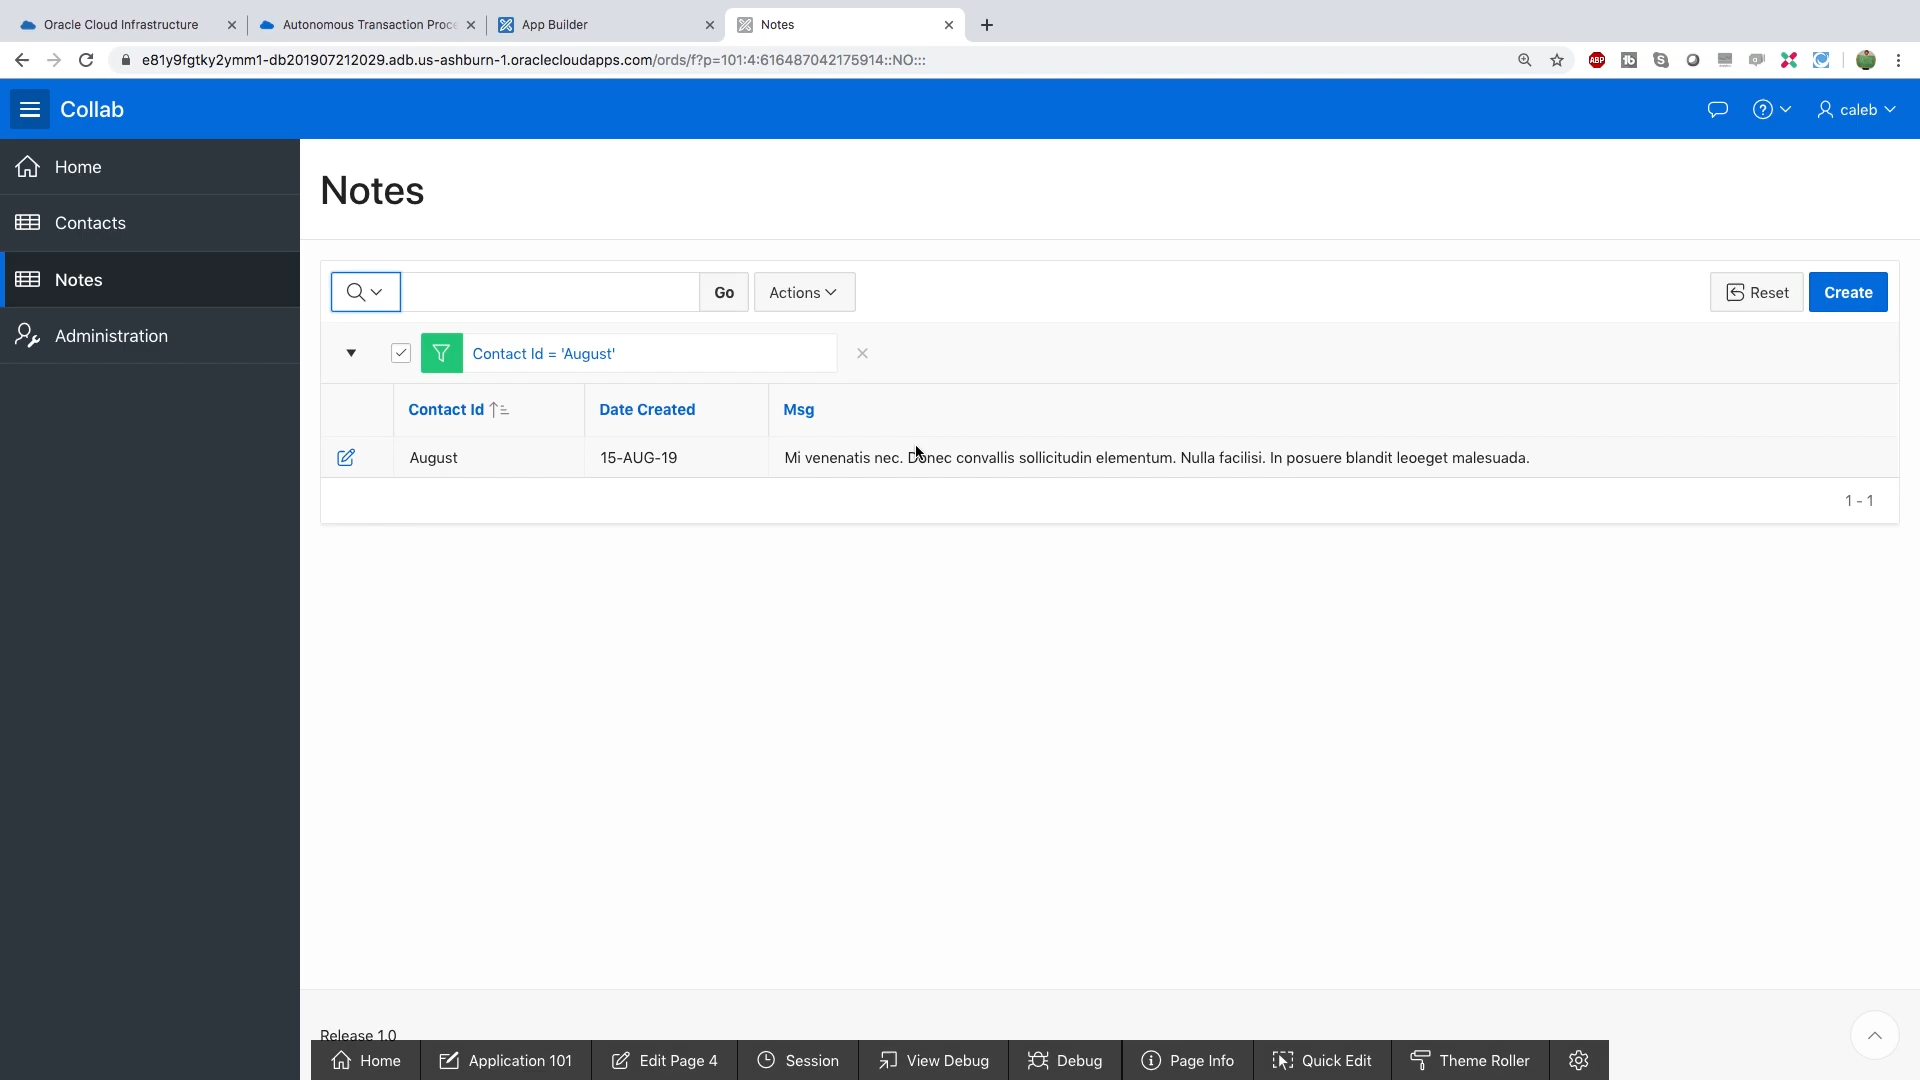 Oracle Cloud Infrastructure
Autonomous Transaction Proce
App Builder
Notes
e81y9fgtky2ymm1-db201907212029.adb.us-ashburn-1.oraclecloudapps.com/ords/f?p=101:4:616487042175914::NO:::
ABP
Collab
caleb
Home
Contacts
Notes
Administration
Notes
Go
Actions
Reset
Create
Contact Id = 'August'
Contact Id
Date Created
Msg
August
15-AUG-19
Mi venenatis nec. Donec convallis sollicitudin elementum. Nulla facilisi. In posuere blandit leoeget malesuada.
1 - 1
Release 1.0
Home
Application 101
Edit Page 4
Session
View Debug
Debug
Page Info
Quick Edit
Theme Roller